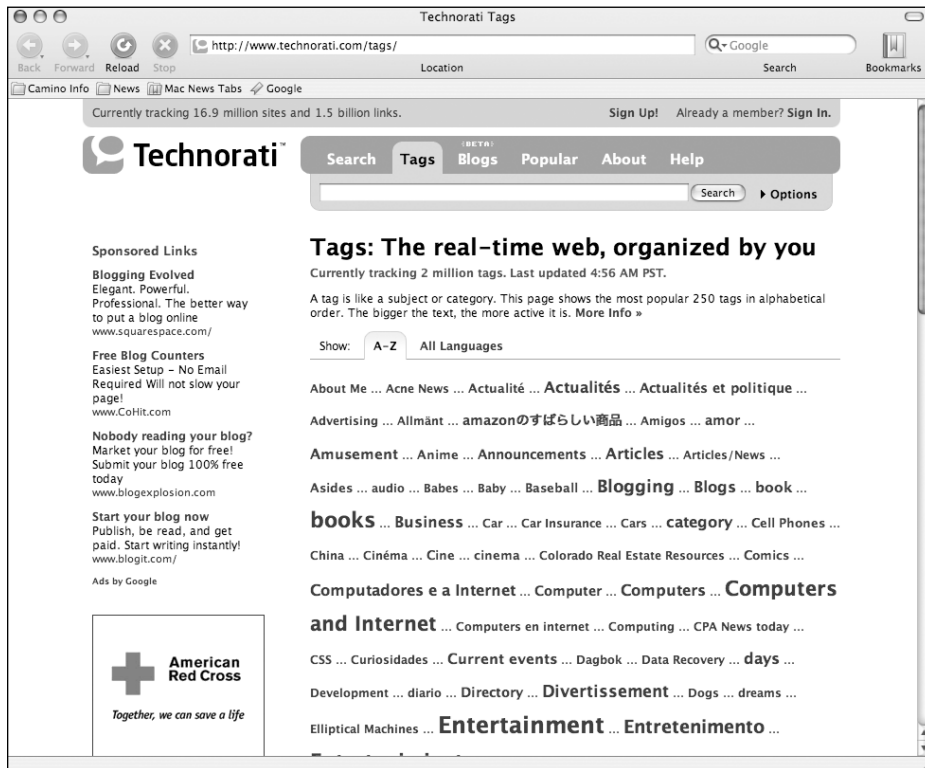 Technorati Tags
http://www.technorati.com/tags/
Google
Back Forward Reload Stop Location Search Bookmarks
Camino Info News Mac News Tabs Google
Currently tracking 16.9 million sites and 1.5 billion links. Sign Up! Already a member? Sign In.
Technorati™
(BETA)
Search Tags Blogs Popular About Help
Search Options
Sponsored Links
Blogging Evolved
Elegant. Powerful.
Professional. The better way
to put a blog online
www.squarespace.com/
Free Blog Counters
Easiest Setup – No Email
Required Will not slow your
page!
www.CoHit.com
Nobody reading your blog?
Market your blog for free!
Submit your blog 100% free
today
www.blogexplosion.com
Start your blog now
Publish, be read, and get
paid. Start writing instantly!
www.blogit.com/
Ads by Google
American
Red Cross
Together, we can save a life
Tags: The real-time web, organized by you
Currently tracking 2 million tags. Last updated 4:56 AM PST.
A tag is like a subject or category. This page shows the most popular 250 tags in alphabetical
order. The bigger the text, the more active it is. More Info »
Show: A–Z All Languages
About Me ... Acne News ... Actualité ... Actualités ... Actualités et politique ...
Advertising ... Allmänt ... amazonのすばらしい商品 ... Amigos ... amor ...
Amusement ... Anime ... Announcements ... Articles ... Articles/News ...
Asides ... audio ... Babes ... Baby ... Baseball ... Blogging ... Blogs ... book ...
books ... Business ... Car ... Car Insurance ... Cars ... category ... Cell Phones ...
China ... Cinéma ... Cine ... cinema ... Colorado Real Estate Resources ... Comics ...
Computadores e a Internet ... Computer ... Computers ... Computers
and Internet ... Computers en internet ... Computing ... CPA News today ...
CSS ... Curiosidades ... Current events ... Dagbok ... Data Recovery ... days ...
Development ... diario ... Directory ... Divertissement ... Dogs ... dreams ...
Elliptical Machines ... Entertainment ... Entretenimento ...